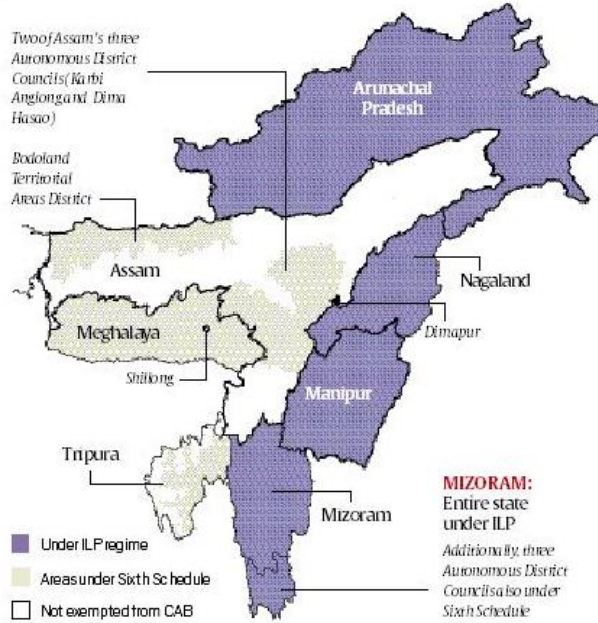 Two of Assam's three
Autonomous District
Councils (Karbi
Anglong and Dima
Hasao)
Bodoland
Territorial
Areas District
Arunachal
Pradesh
Assam
Nagaland
Meghalaya
Dimapur
Shillong
Manipur
Tripura
Mizoram
MIZORAM:
Entire state
under ILP
Additionally, three
Autonomous District
Councils also under
Sixth Schedule
Under ILP regime
Areas under Sixth Schedule
Not exempted from CAB